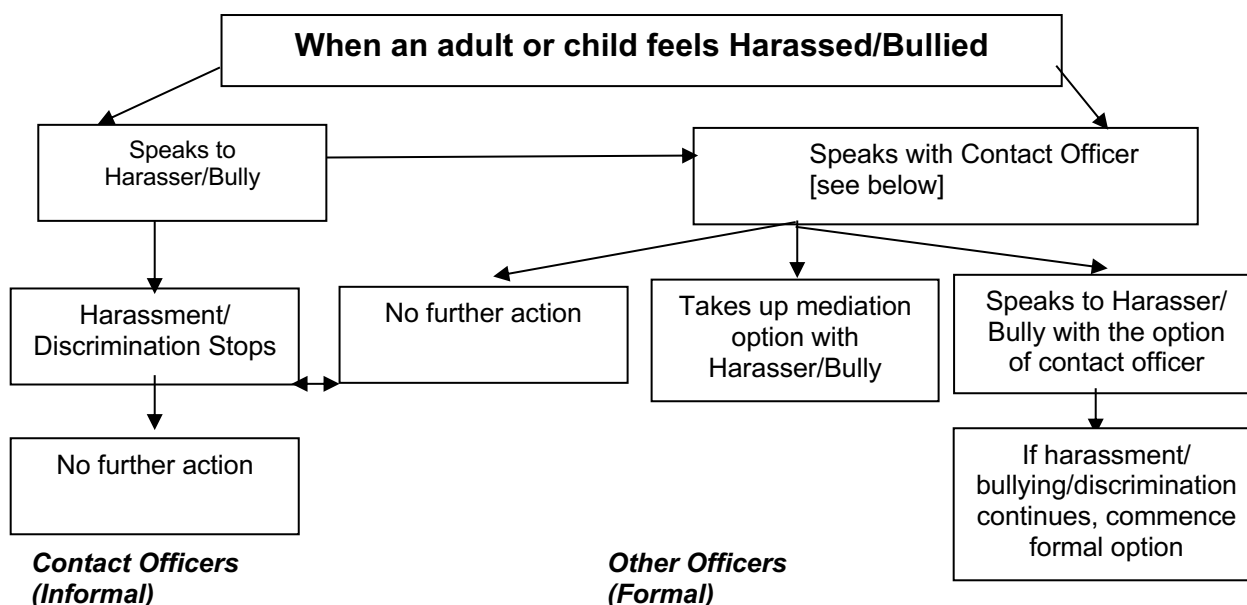 When an adult or child feels Harassed/Bullied
Speaks to
Harasser/Bully
Speaks with Contact Officer
[see below]
Harassment/
Discrimination Stops
No further action
Takes up mediation
option with
Harasser/Bully
Speaks to Harasser/
Bully with the option
of contact officer
No further action
If harassment/
bullying/discrimination
continues, commence
formal option
Contact Officers
(Informal)
Other Officers
(Formal)